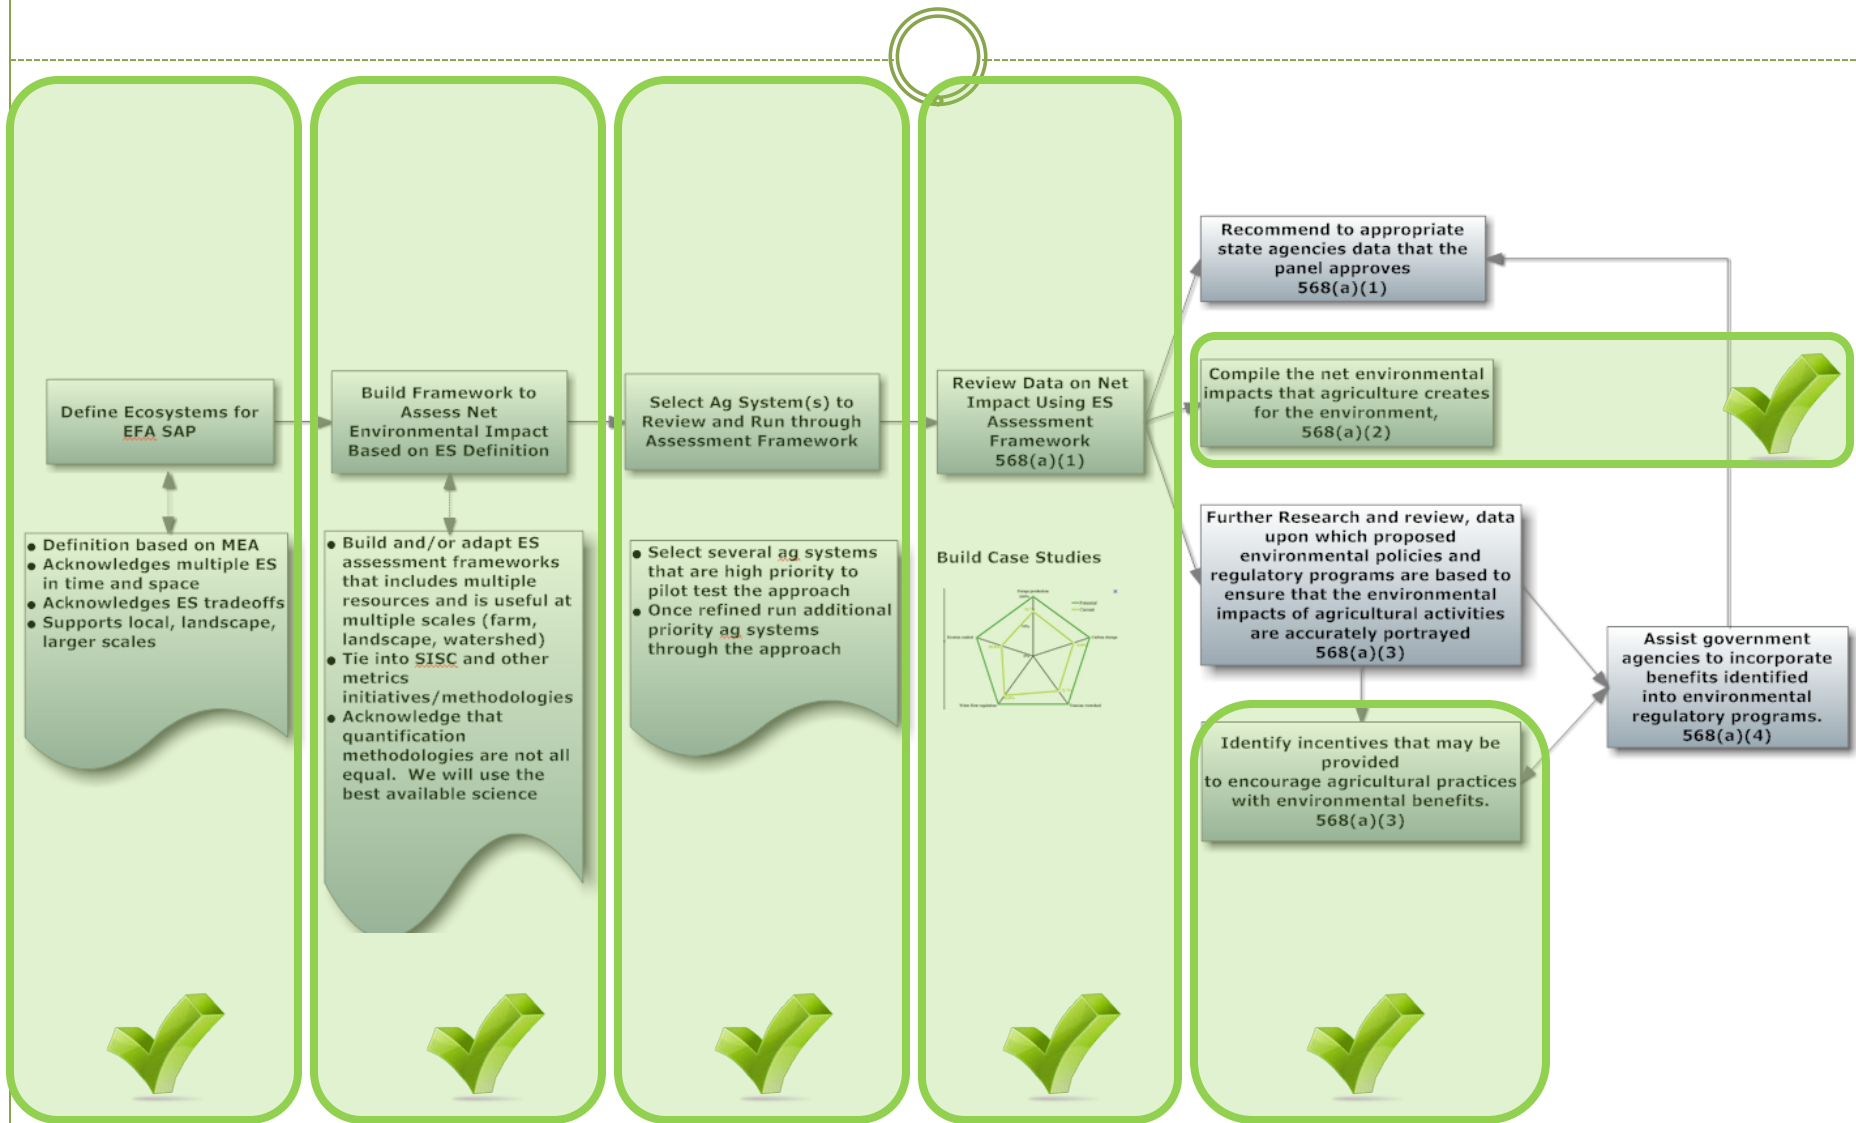 Define Ecosystems for
EFA SAP
• Definition based on MEA
• Acknowledges multiple ES
in time and space
• Acknowledges ES tradeoffs
• Supports local, landscape,
larger scales
Build Framework to
Assess Net
Environmental Impact
Based on ES Definition
• Build and/or adapt ES
assessment frameworks
that includes multiple
resources and is useful at
multiple scales (farm,
landscape, watershed)
• Tie into SISC and other
metrics
initiatives/methodologies
• Acknowledge that
quantification
methodologies are not all
equal.  We will use the
best available science
Select Ag System(s) to
Review and Run through
Assessment Framework
• Select several ag systems
that are high priority to
pilot test the approach
• Once refined run additional
priority ag systems
through the approach
Review Data on Net
Impact Using ES
Assessment
Framework
568(a)(1)
Build Case Studies
Recommend to appropriate
state agencies data that the
panel approves
568(a)(1)
Compile the net environmental
impacts that agriculture creates
for the environment,
568(a)(2)
Further Research and review, data
upon which proposed
environmental policies and
regulatory programs are based to
ensure that the environmental
impacts of agricultural activities
are accurately portrayed
568(a)(3)
Identify incentives that may be
provided
to encourage agricultural practices
with environmental benefits.
568(a)(3)
Assist government
agencies to incorporate
benefits identified
into environmental
regulatory programs.
568(a)(4)